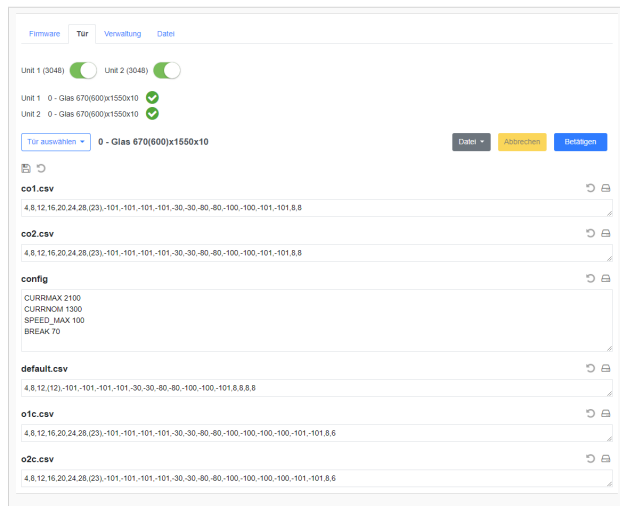 Firmware Tür Verwaltung Datei
Unit 1 (3048) Unit 2 (3048)
Unit 1 0 - Glas 670(600)x1550x10
Unit 2 0 - Glas 670(600)x1550x10
Tür auswählen 0 - Glas 670(600)x1550x10 Datei Abbrechen Betätigen
co1.csv
4,8,12,16,20,24,28,(23),-101,-101,-101,-101,-30,-30,-80,-80,-100,-100,-101,-101,8,8
co2.csv
4,8,12,16,20,24,28,(23),-101,-101,-101,-101,-30,-30,-80,-80,-100,-100,-101,-101,8,8
config
CURRMAX 2100
CURRNOM 1300
SPEED_MAX 100
BREAK 70
default.csv
4,8,12,(12),-101,-101,-101,-101,-30,-30,-80,-80,-100,-100,-101,8,8,8,8
o1c.csv
4,8,12,16,20,24,28,(23),-101,-101,-101,-101,-30,-30,-80,-80,-100,-100,-100,-100,-101,-101,8,6
o2c.csv
4,8,12,16,20,24,28,(23),-101,-101,-101,-101,-30,-30,-80,-80,-100,-100,-100,-100,-101,-101,8,6